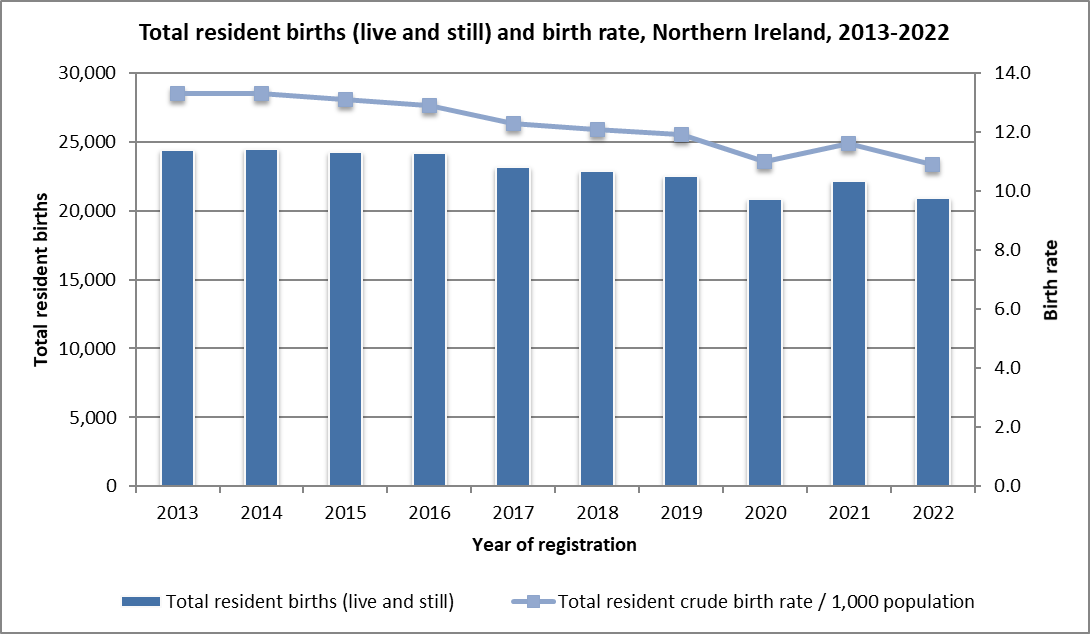 Total resident births (live and still) and birth rate, Northern Ireland, 2013-2022
30,000
25,000
20,000
15,000
10,000
5,000
0
Total resident births
14.0
12.0
10.0
8.0
6.0
4.0
2.0
0.0
Birth rate
2013 2014 2015 2016 2017 2018 2019 2020 2021 2022
Year of registration
Total resident births (live and still) Total resident crude birth rate / 1,000 population